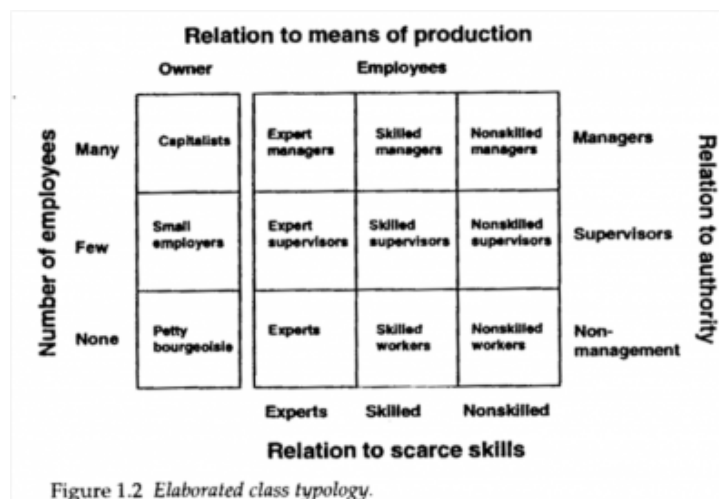 Relation to means of production
Owner Employees
Number of employees
Many
Few
None
Capitalists
Small
employers
Petty
bourgeoisie
Expert
managers
Skilled
managers
Nonskilled
managers
Expert
supervisors
Skilled
supervisors
Nonskilled
supervisors
Experts
Skilled
workers
Nonskilled
workers
Managers
Supervisors
Non-
management
Relation to authority
Experts Skilled Nonskilled
Relation to scarce skills
Figure 1.2 Elaborated class typology.